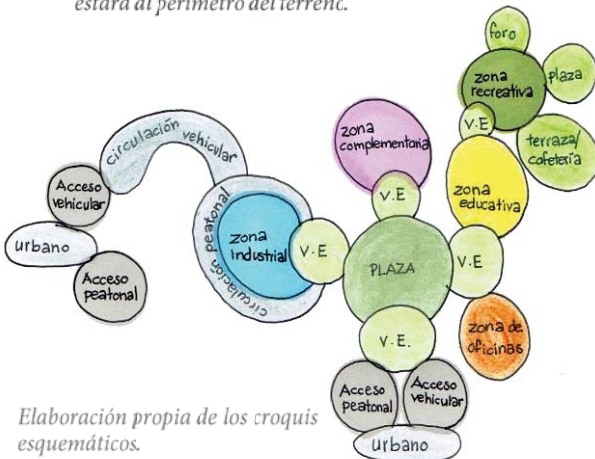 estará al perímetro del terreno.
foro
zona
recreativa
plaza
V.E
terraza/
cafetería
circulación vehicular
zona
complementaria
Acceso
vehicular
zona
educativa
V.E
urbano
circulación peatonal
zona
industrial
V.E
PLAZA
V.E
Acceso
peatonal
V.E.
zona de
oficinas
Acceso
peatonal
Acceso
vehicular
urbano
Elaboración propia de los croquis
esquemáticos.